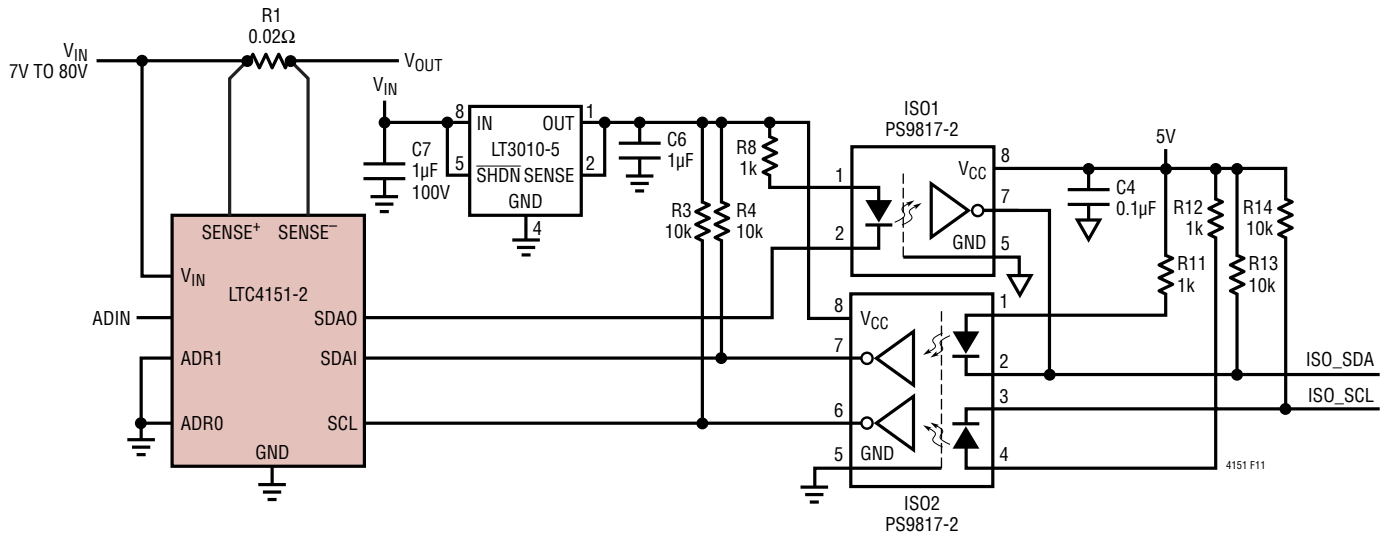 R1
0.02Ω
VIN
7V TO 80V
VOUT
VIN
C7
1µF
100V
8
IN
OUT
1
LT3010-5
5
SHDN
SENSE
2
GND
4
C6
1µF
R3
10k
R4
10k
R8
1k
ISO1
PS9817-2
1
2
VCC
8
7
GND
5
5V
C4
0.1µF
R12
1k
R14
10k
R11
1k
R13
10k
SENSE+
SENSE–
VIN
LTC4151-2
ADIN
SDAO
ADR1
SDAI
ADR0
SCL
GND
8
VCC
7
6
5
GND
1
2
3
4
ISO2
PS9817-2
ISO_SDA
ISO_SCL
4151 F11